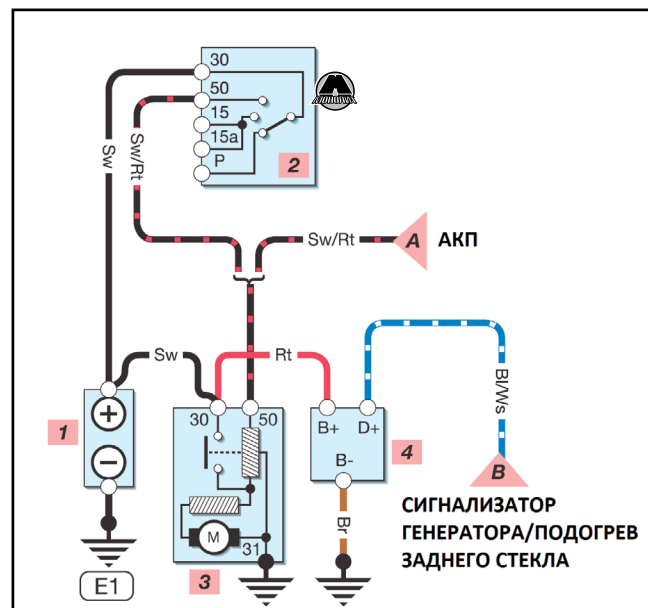 30
50
15
15a
P
2
MONOLITH
Sw
Sw/Rt
Sw/Rt
A
АКП
Sw
Rt
Bl/Ws
1
+
−
30
50
B+
D+
B-
4
B
M
31
3
Br
E1
СИГНАЛИЗАТОР
ГЕНЕРАТОРА/ПОДОГРЕВ
ЗАДНЕГО СТЕКЛА